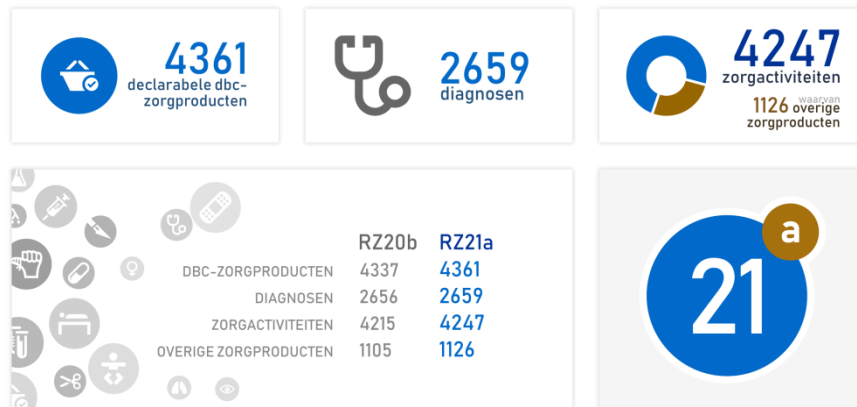 4361
declarabele dbc-
zorgproducten
2659
diagnosen
4247
zorgactiviteiten
waarvan
1126 overige
zorgproducten
RZ20b RZ21a
DBC-ZORGPRODUCTEN 4337 4361
DIAGNOSEN 2656 2659
ZORGACTIVITEITEN 4215 4247
OVERIGE ZORGPRODUCTEN 1105 1126
a
21